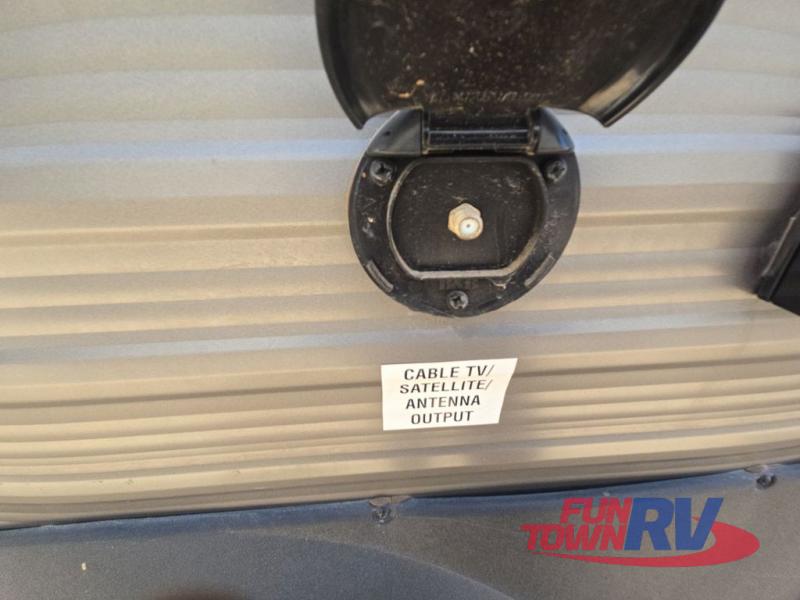 CABLE TV/
SATELLITE/
ANTENNA
OUTPUT
FUN
TOWN RV